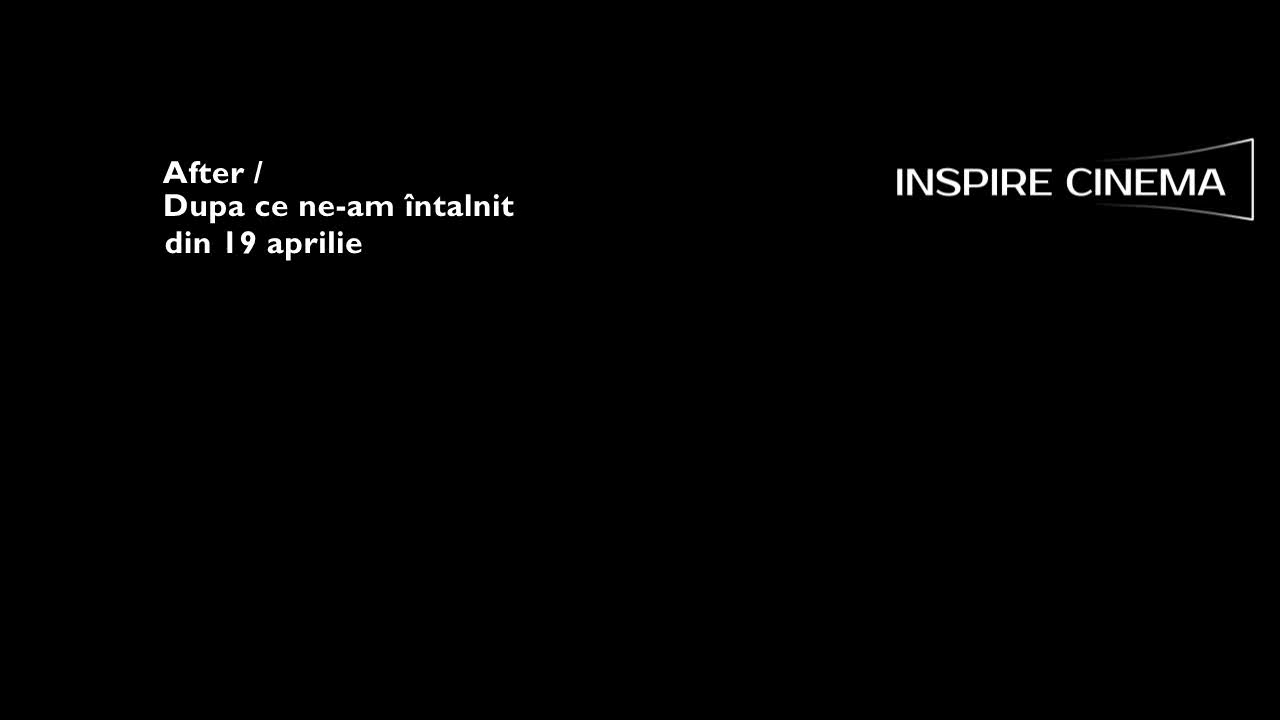 After /
Dupa ce ne-am întalnit
din 19 aprilie
INSPIRE CINEMA